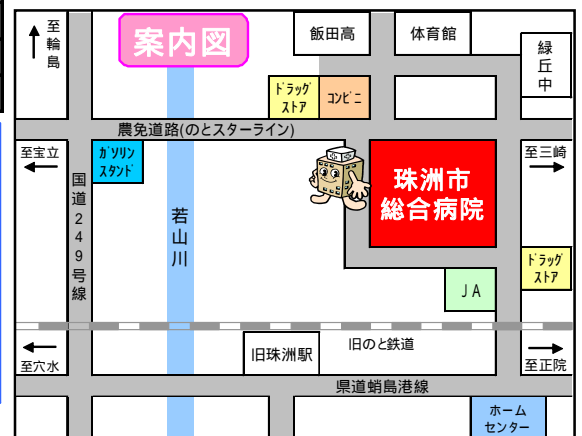 至輪島
案内図
飯田高
体育館
緑丘中
ﾄﾞﾗｯｸﾞ
ｽﾄｱ
ｺﾝﾋﾞﾆ
農免道路(のとスターライン)
至宝立
ｶﾞｿﾘﾝ
ｽﾀﾝﾄﾞ
至三崎
珠洲市
総合病院
国道249号線
若山川
ﾄﾞﾗｯｸﾞ
ｽﾄｱ
JA
旧珠洲駅
旧のと鉄道
至穴水
至正院
県道蛸島港線
ホーム
センター